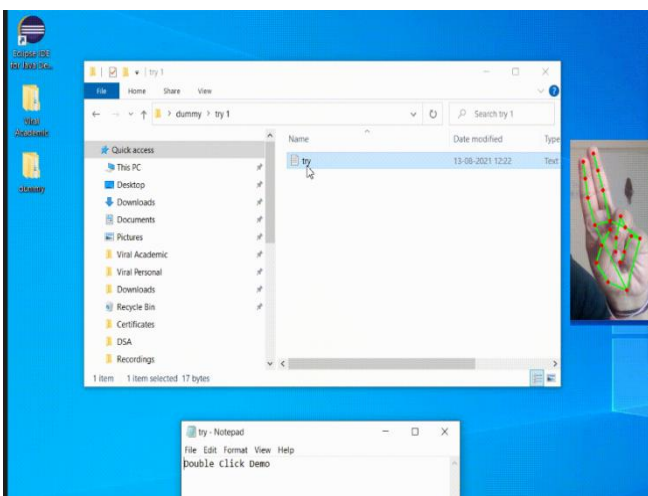 Eclipse IDE
for Java De...
Viral
Academic
dummy
try 1
File Home Share View
dummy > try 1
Search try 1
Name Date modified Type
Quick access
This PC
Desktop
Downloads
Documents
Pictures
Viral Academic
Viral Personal
Downloads
Recycle Bin
Certificates
DSA
Recordings
try 13-08-2021 12:22 Text
1 item 1 item selected 17 bytes
try - Notepad
File Edit Format View Help
Double Click Demo